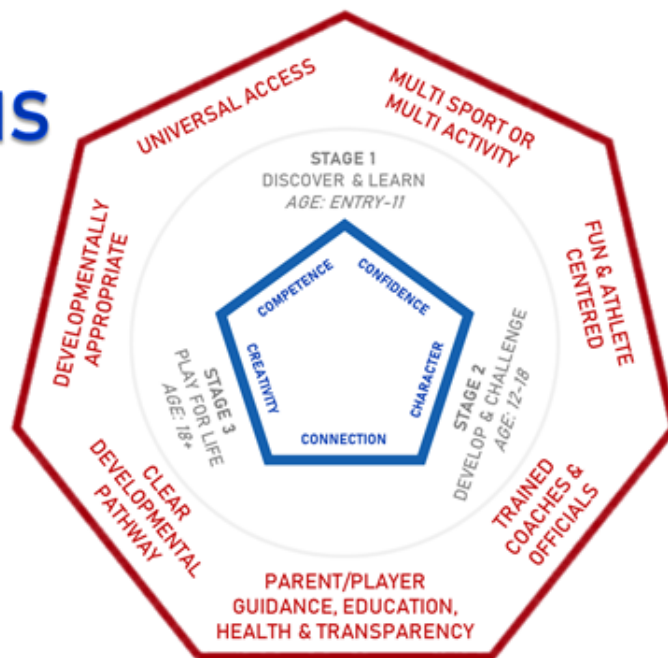 UNIVERSAL ACCESS
MULTI SPORT OR
MULTI ACTIVITY
FUN & ATHLETE
CENTERED
TRAINED
COACHES &
OFFICIALS
PARENT/PLAYER
GUIDANCE, EDUCATION,
HEALTH & TRANSPARENCY
CLEAR
DEVELOPMENTAL
PATHWAY
DEVELOPMENTALLY
APPROPRIATE
STAGE 1
DISCOVER & LEARN
AGE: ENTRY-11
STAGE 2
DEVELOP & CHALLENGE
AGE: 12-18
STAGE 3
PLAY FOR LIFE
AGE: 18+
COMPETENCE
CONFIDENCE
CHARACTER
CONNECTION
CREATIVITY